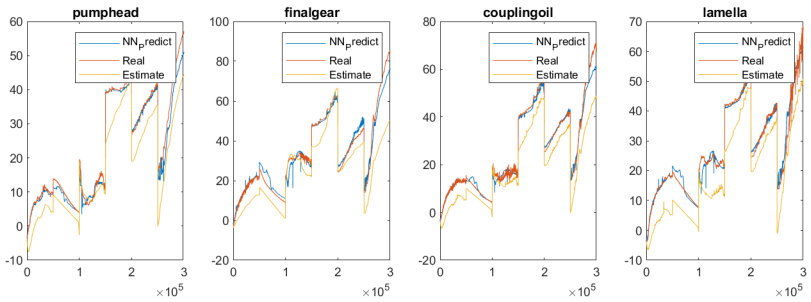 pumphead
60
50
40
30
20
10
0
-10
NN_Predict
Real
Estimate
0 1 2 3
×10^5
finalgear
100
80
60
40
20
0
-20
NN_Predict
Real
Estimate
0 1 2 3
×10^5
couplingoil
80
60
40
20
0
-20
NN_Predict
Real
Estimate
0 1 2 3
×10^5
lamella
70
60
50
40
30
20
10
0
-10
NN_Predict
Real
Estimate
0 1 2 3
×10^5